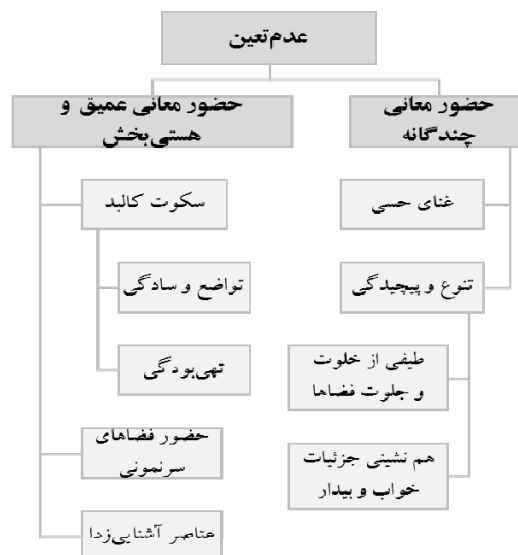 عدم‌تعین
حضور معانی
چندگانه
غنای حسی
تنوع و پیچیدگی
طیفی از خلوت
و جلوت فضاها
هم نشینی جزئیات
خواب و بیدار
حضور معانی عمیق و
هستی‌بخش
سکوت کالبد
تواضع و سادگی
تهی‌بودگی
حضور فضاهای
سرنمونی
عناصر آشنایی‌زدا